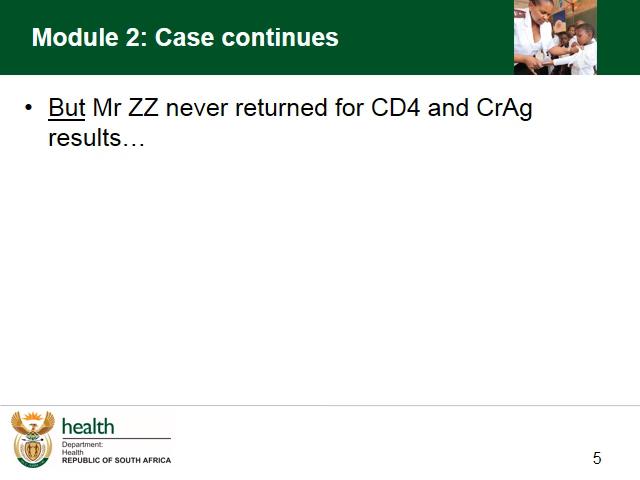 Module 2: Case continues
• But Mr ZZ never returned for CD4 and CrAg
results…
health
Department:
Health
REPUBLIC OF SOUTH AFRICA
5